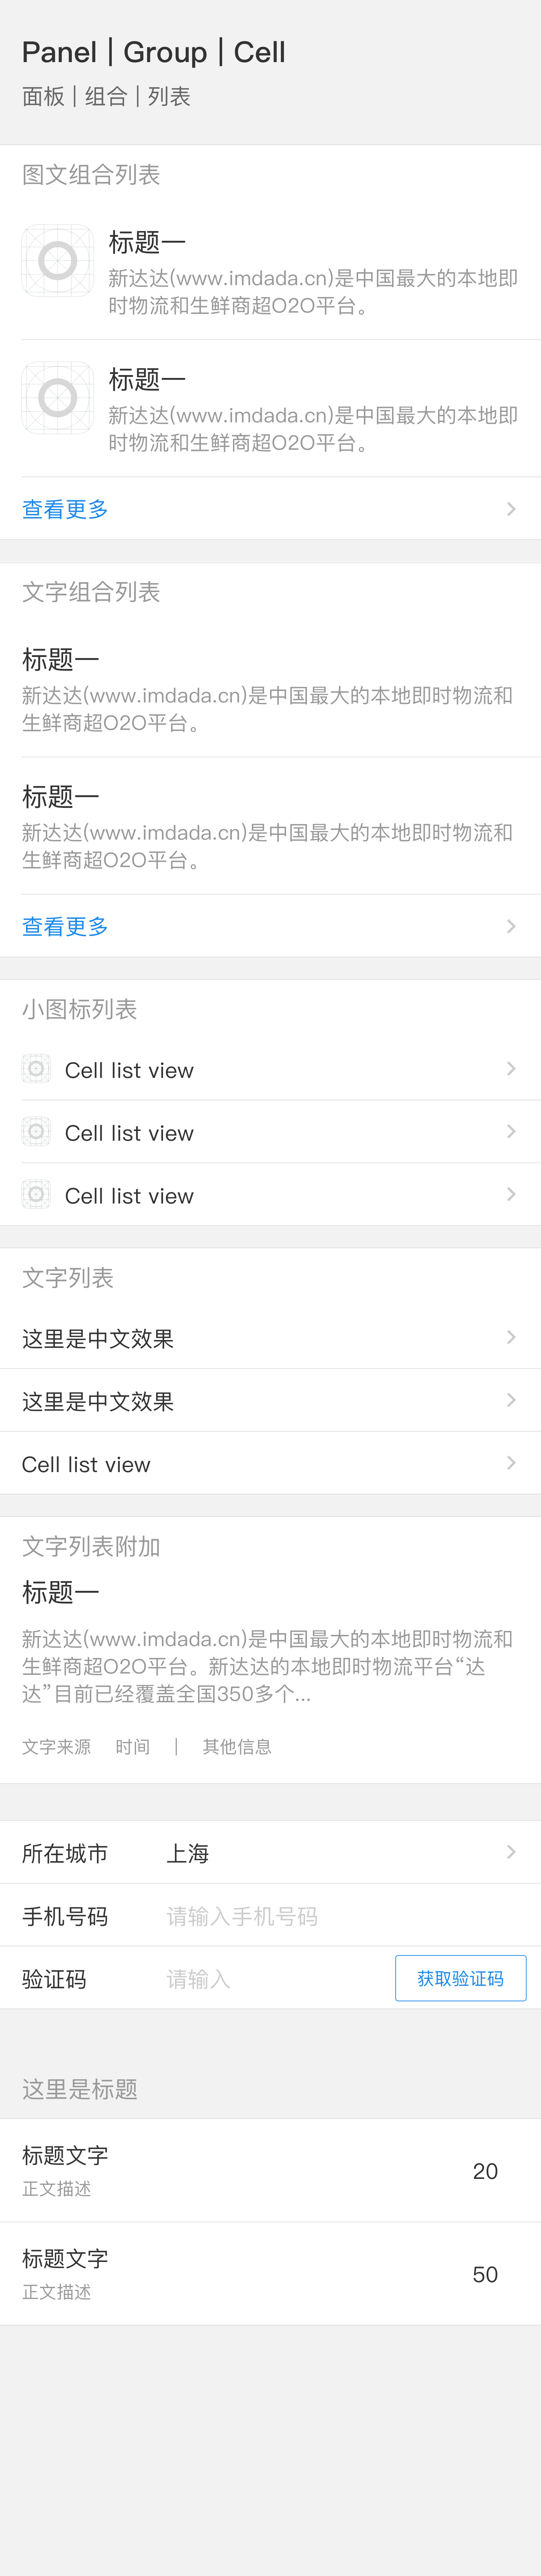 Panel | Group | Cell
面板 | 组合 | 列表
图文组合列表
标题一
新达达(www.imdada.cn)是中国最大的本地即
时物流和生鲜商超O2O平台。
标题一
新达达(www.imdada.cn)是中国最大的本地即
时物流和生鲜商超O2O平台。
查看更多
文字组合列表
标题一
新达达(www.imdada.cn)是中国最大的本地即时物流和
生鲜商超O2O平台。
标题一
新达达(www.imdada.cn)是中国最大的本地即时物流和
生鲜商超O2O平台。
查看更多
小图标列表
Cell list view
Cell list view
Cell list view
文字列表
这里是中文效果
这里是中文效果
Cell list view
文字列表附加
标题一
新达达(www.imdada.cn)是中国最大的本地即时物流和
生鲜商超O2O平台。新达达的本地即时物流平台“达
达”目前已经覆盖全国350多个...
文字来源 时间 | 其他信息
所在城市 上海
手机号码 请输入手机号码
验证码 请输入 获取验证码
这里是标题
标题文字
正文描述
20
标题文字
正文描述
50